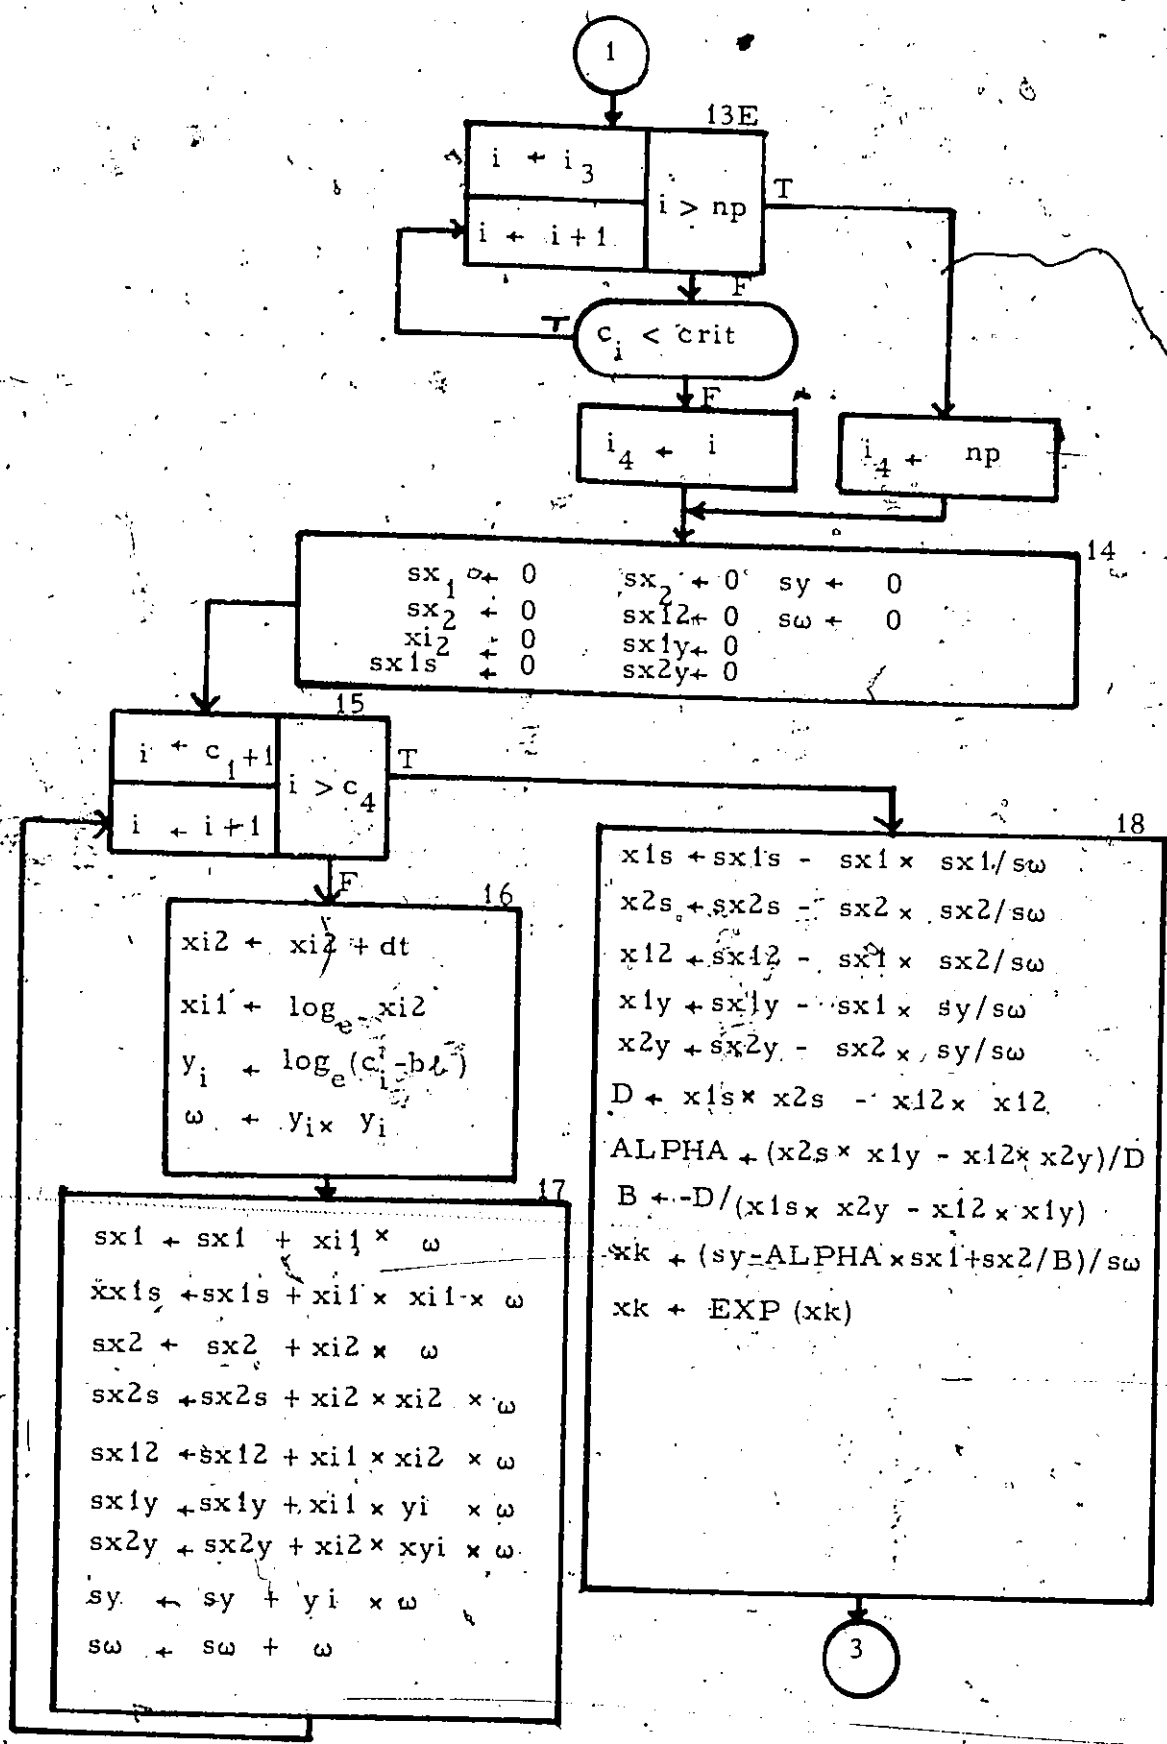 1
13E
i ← i3
i ← i+1
i > np
T
F
T
ci < crit
F
i4 ← i
i4 ← np
14
sx1 ← 0 sx2 ← 0 sy ← 0
sx2 ← 0 sx12← 0 sω ← 0
xi2 ← 0 sx1y← 0
sx1s ← 0 sx2y← 0
15
i ← c1+1
i ← i+1
i > c4
T
F
16
xi2 ← xi2 + dt
xi1 ← loge xi2
yi ← loge(ci-bℓ)
ω ← yi× yi
17
sx1 ← sx1 + xi1 × ω
xx1s ←sx1s + xi1 × xi1 × ω
sx2 ← sx2 + xi2 × ω
sx2s ←sx2s + xi2 × xi2 × ω
sx12 ←sx12 + xi1 × xi2 × ω
sx1y ←sx1y + xi1 × yi × ω
sx2y ← sx2y + xi2 × xyi × ω
sy ← sy + yi × ω
sω ← sω + ω
18
x1s ←sx1s - sx1 × sx1/sω
x2s ←sx2s - sx2 × sx2/sω
x12 ←sx12 - sx1 × sx2/sω
x1y ←sx1y - sx1 × sy/sω
x2y ←sx2y - sx2 × sy/sω
D ← x1s× x2s - x12× x12
ALPHA ←(x2s× x1y - x12× x2y)/D
B ←-D/(x1s× x2y - x12 × x1y)
xk ← (sy-ALPHA×sx1+sx2/B)/sω
xk ← EXP (xk)
3